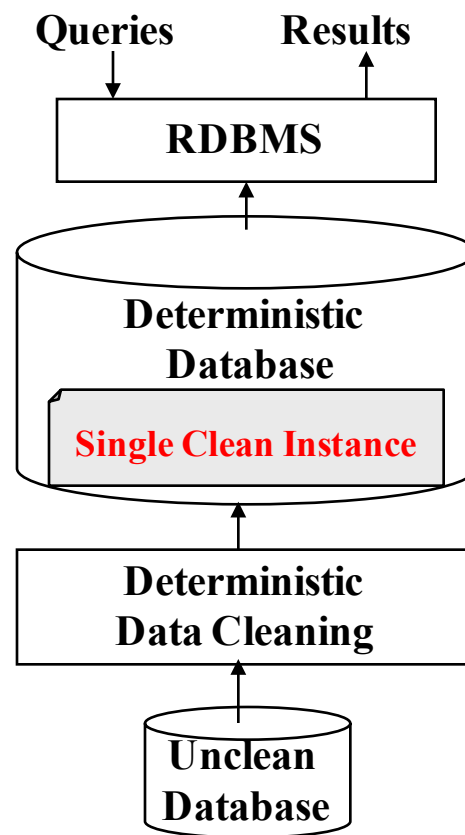 Queries Results
RDBMS
Deterministic
Database
Single Clean Instance
Deterministic
Data Cleaning
Unclean
Database